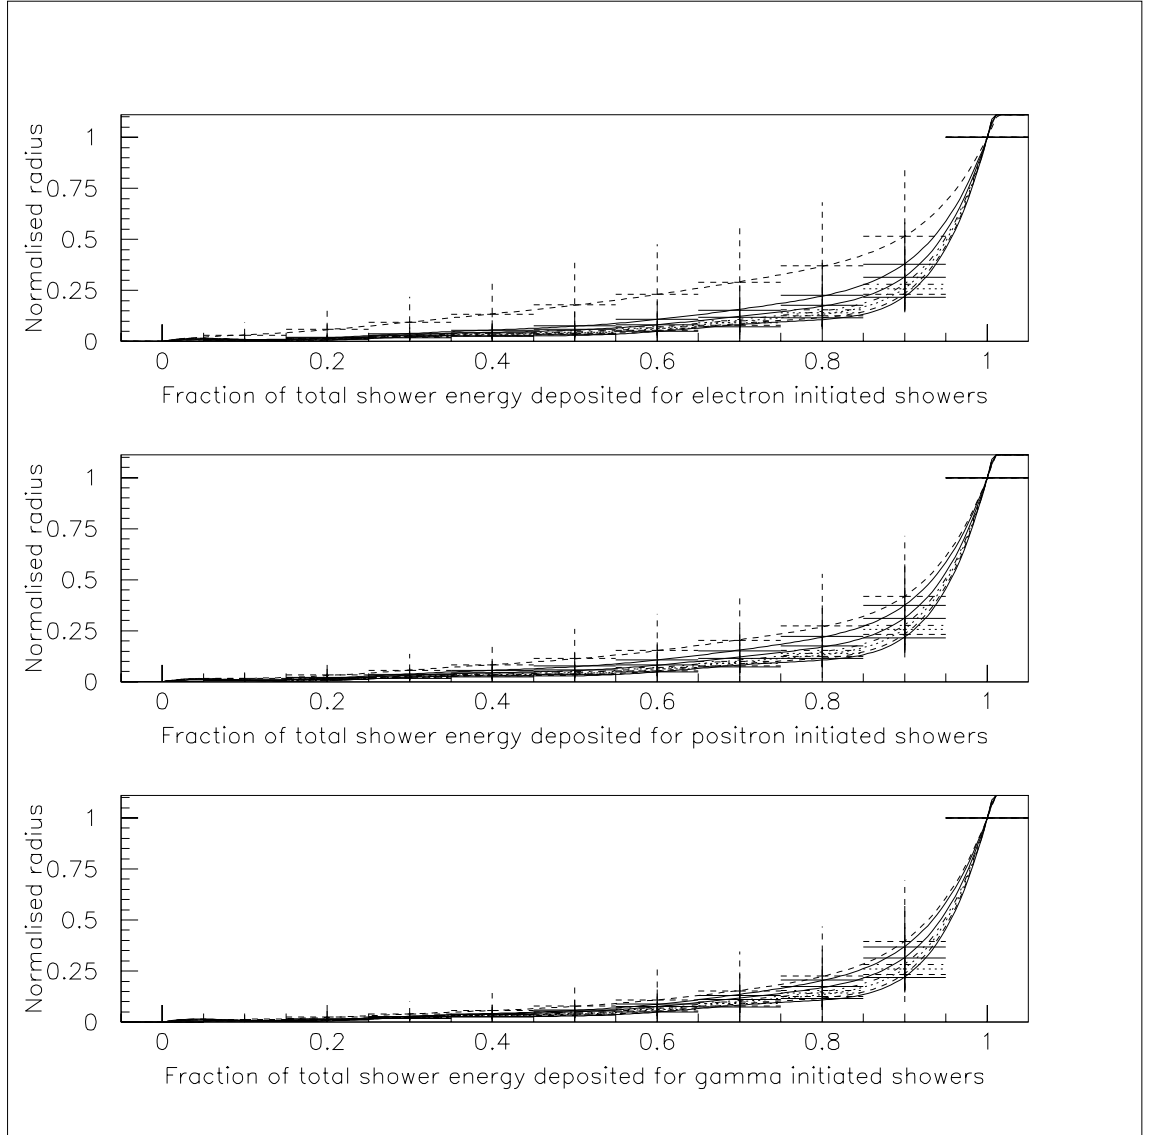 Normalised radius
1
0.75
0.5
0.25
0
0 0.2 0.4 0.6 0.8 1
Fraction of total shower energy deposited for electron initiated showers
Normalised radius
1
0.75
0.5
0.25
0
0 0.2 0.4 0.6 0.8 1
Fraction of total shower energy deposited for positron initiated showers
Normalised radius
1
0.75
0.5
0.25
0
0 0.2 0.4 0.6 0.8 1
Fraction of total shower energy deposited for gamma initiated showers